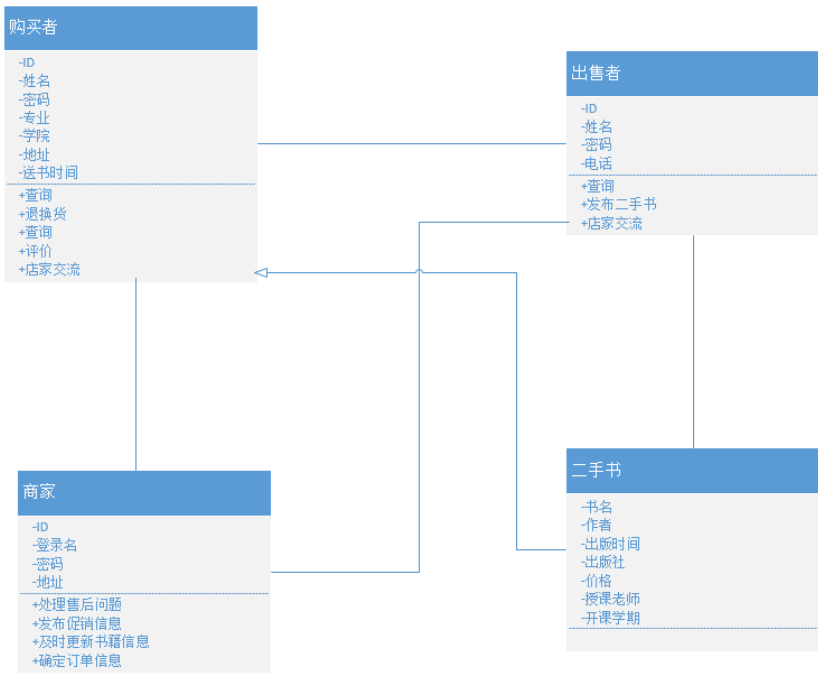 购买者
-ID
-姓名
-密码
-专业
-学院
-地址
-送书时间
+查询
+退换货
+查询
+评价
+店家交流
出售者
-ID
-姓名
-密码
-电话
+查询
+发布二手书
+店家交流
商家
-ID
-登录名
-密码
-地址
+处理售后问题
+发布促销信息
+及时更新书籍信息
+确定订单信息
二手书
-书名
-作者
-出版时间
-出版社
-价格
-授课老师
-开课学期